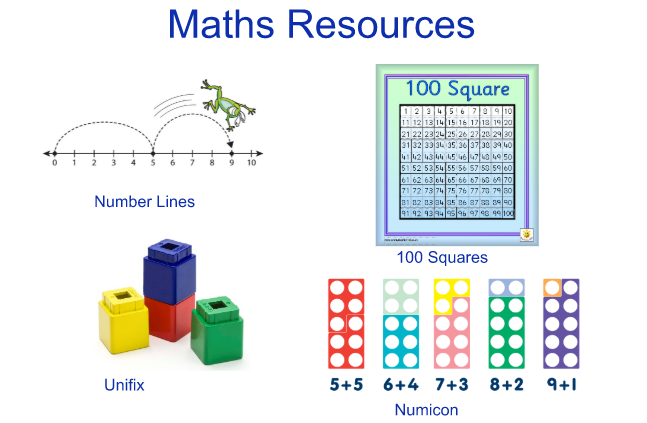 Maths Resources
0 1 2 3 4 5 6 7 8 9 10
Number Lines
100 Square
1 2 3 4 5 6 7 8 9 10
11 12 13 14 15 16 17 18 19 20
21 22 23 24 25 26 27 28 29 30
31 32 33 34 35 36 37 38 39 40
41 42 43 44 45 46 47 48 49 50
51 52 53 54 55 56 57 58 59 60
61 62 63 64 65 66 67 68 69 70
71 72 73 74 75 76 77 78 79 80
81 82 83 84 85 86 87 88 89 90
91 92 93 94 95 96 97 98 99 100
100 Squares
Unifix
5+5 6+4 7+3 8+2 9+1
Numicon